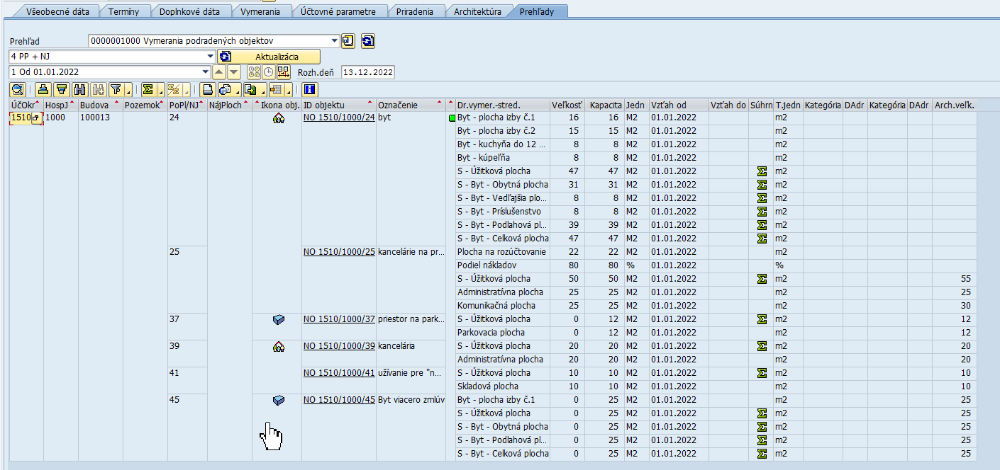 Všeobecné dáta Termíny Doplnkové dáta Vymerania Účtovné parametre Priradenia Architektúra Prehľady
Prehľad 0000001000 Vymerania podradených objektov
4 PP + NJ Aktualizácia
1 Od 01.01.2022 Rozh.deň 13.12.2022
ÚčOkr HospJ Budova Pozemok PoPl/NJ NájPloch Ikona obj. ID objektu Označenie Dr.vymer.-stred. Veľkosť Kapacita Jedn Vzťah od Vzťah do Súhrn T.jedn Kategória DAdr Kategória DAdr Arch.veľk.
1510 1000 100013 24 NO 1510/1000/24 byt Byt - plocha izby č.1 16 16 M2 01.01.2022 m2
Byt - plocha izby č.2 15 15 M2 01.01.2022 m2
Byt - kuchyňa do 12 ... 8 8 M2 01.01.2022 m2
Byt - kúpeľňa 8 8 M2 01.01.2022 m2
S - Úžitková plocha 47 47 M2 01.01.2022 m2
S - Byt - Obytná plocha 31 31 M2 01.01.2022 m2
S - Byt - Vedľajšia plo... 8 8 M2 01.01.2022 m2
S - Byt - Príslušenstvo 8 8 M2 01.01.2022 m2
S - Byt - Podlahová pl... 39 39 M2 01.01.2022 m2
S - Byt - Celková plocha 47 47 M2 01.01.2022 m2
25 NO 1510/1000/25 kancelárie na pr... Plocha na rozúčtovanie 22 22 M2 01.01.2022 m2
Podiel nákladov 80 80 % 01.01.2022 %
S - Úžitková plocha 50 50 M2 01.01.2022 m2 55
Administratívna plocha 25 25 M2 01.01.2022 m2 25
Komunikačná plocha 25 25 M2 01.01.2022 m2 30
37 NO 1510/1000/37 priestor na park... S - Úžitková plocha 0 12 M2 01.01.2022 m2 12
Parkovacia plocha 0 12 M2 01.01.2022 m2 12
39 NO 1510/1000/39 kancelária S - Úžitková plocha 20 20 M2 01.01.2022 m2 20
Administratívna plocha 20 20 M2 01.01.2022 m2 20
41 NO 1510/1000/41 užívanie pre "n... S - Úžitková plocha 10 10 M2 01.01.2022 m2 10
Skladová plocha 10 10 M2 01.01.2022 m2 10
45 NO 1510/1000/45 Byt viacero zmlúv Byt - plocha izby č.1 0 25 M2 01.01.2022 m2 25
S - Úžitková plocha 0 25 M2 01.01.2022 m2 25
S - Byt - Obytná plocha 0 25 M2 01.01.2022 m2 25
S - Byt - Podlahová pl... 0 25 M2 01.01.2022 m2 25
S - Byt - Celková plocha 0 25 M2 01.01.2022 m2 25